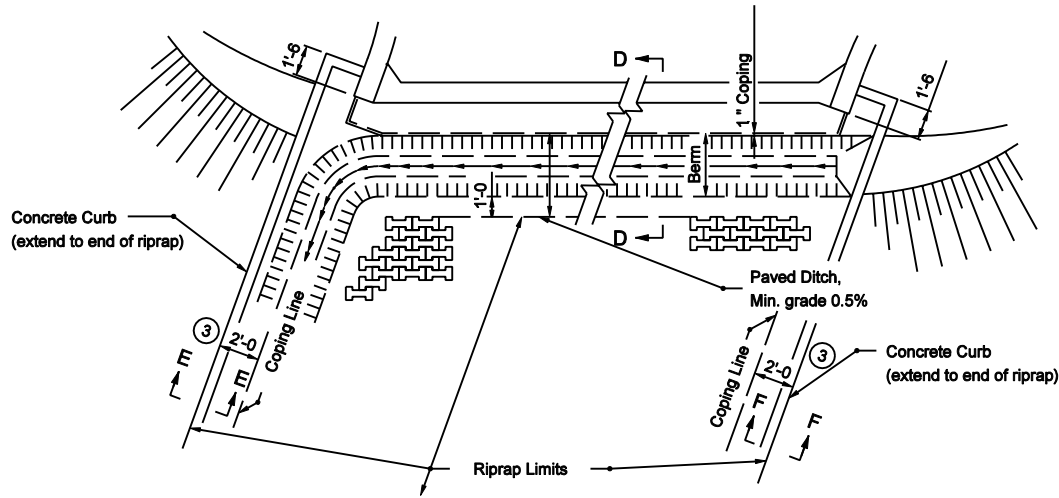 1'-6
D
1" Coping
1'-6
Berm
1'-0
Concrete Curb
(extend to end of riprap)
D
Paved Ditch,
Min. grade 0.5%
Coping Line
3
2'-0
E
E
Coping Line
3
2'-0
Concrete Curb
(extend to end of riprap)
F
F
Riprap Limits